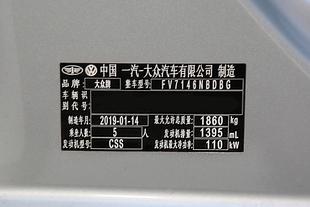 中国 一汽-大众汽车有限公司 制造
品牌: 大众牌 整车型号: FV7146NBDBG
车辆识别代号:
制造年月: 2019-01-14 最大允许总质量: 1860 kg
乘坐人数: 5 人 发动机排量: 1395 mL
发动机型号: CSS 发动机最大净功率: 110 kW